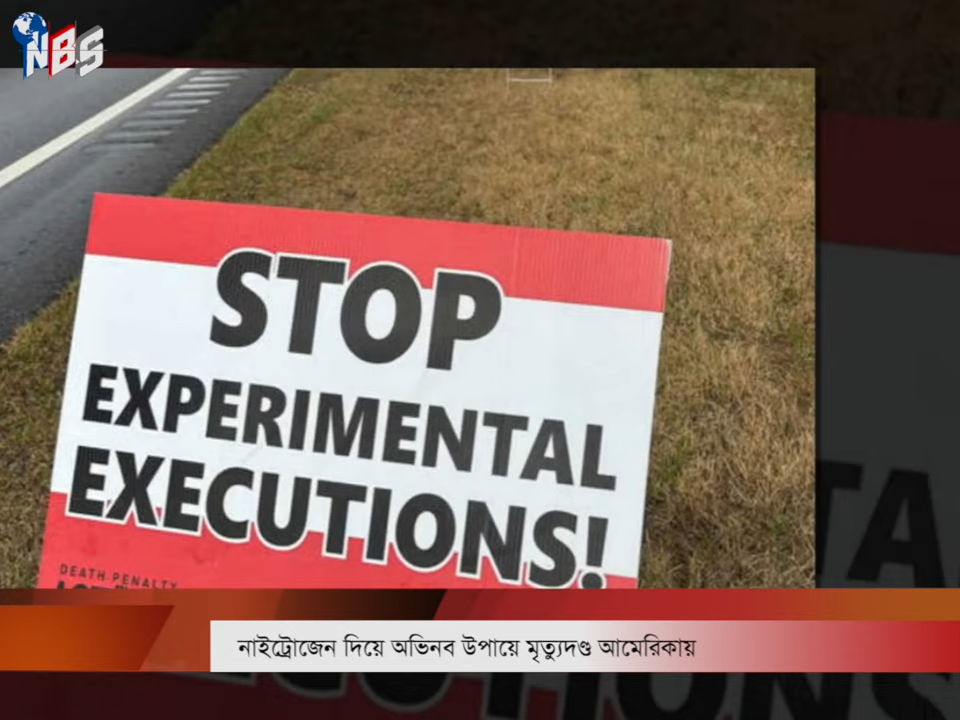 NBS
STOP
EXPERIMENTAL
EXECUTIONS!
DEATH PENALTY
নাইট্রোজেন দিয়ে অভিনব উপায়ে মৃত্যুদণ্ড আমেরিকায়